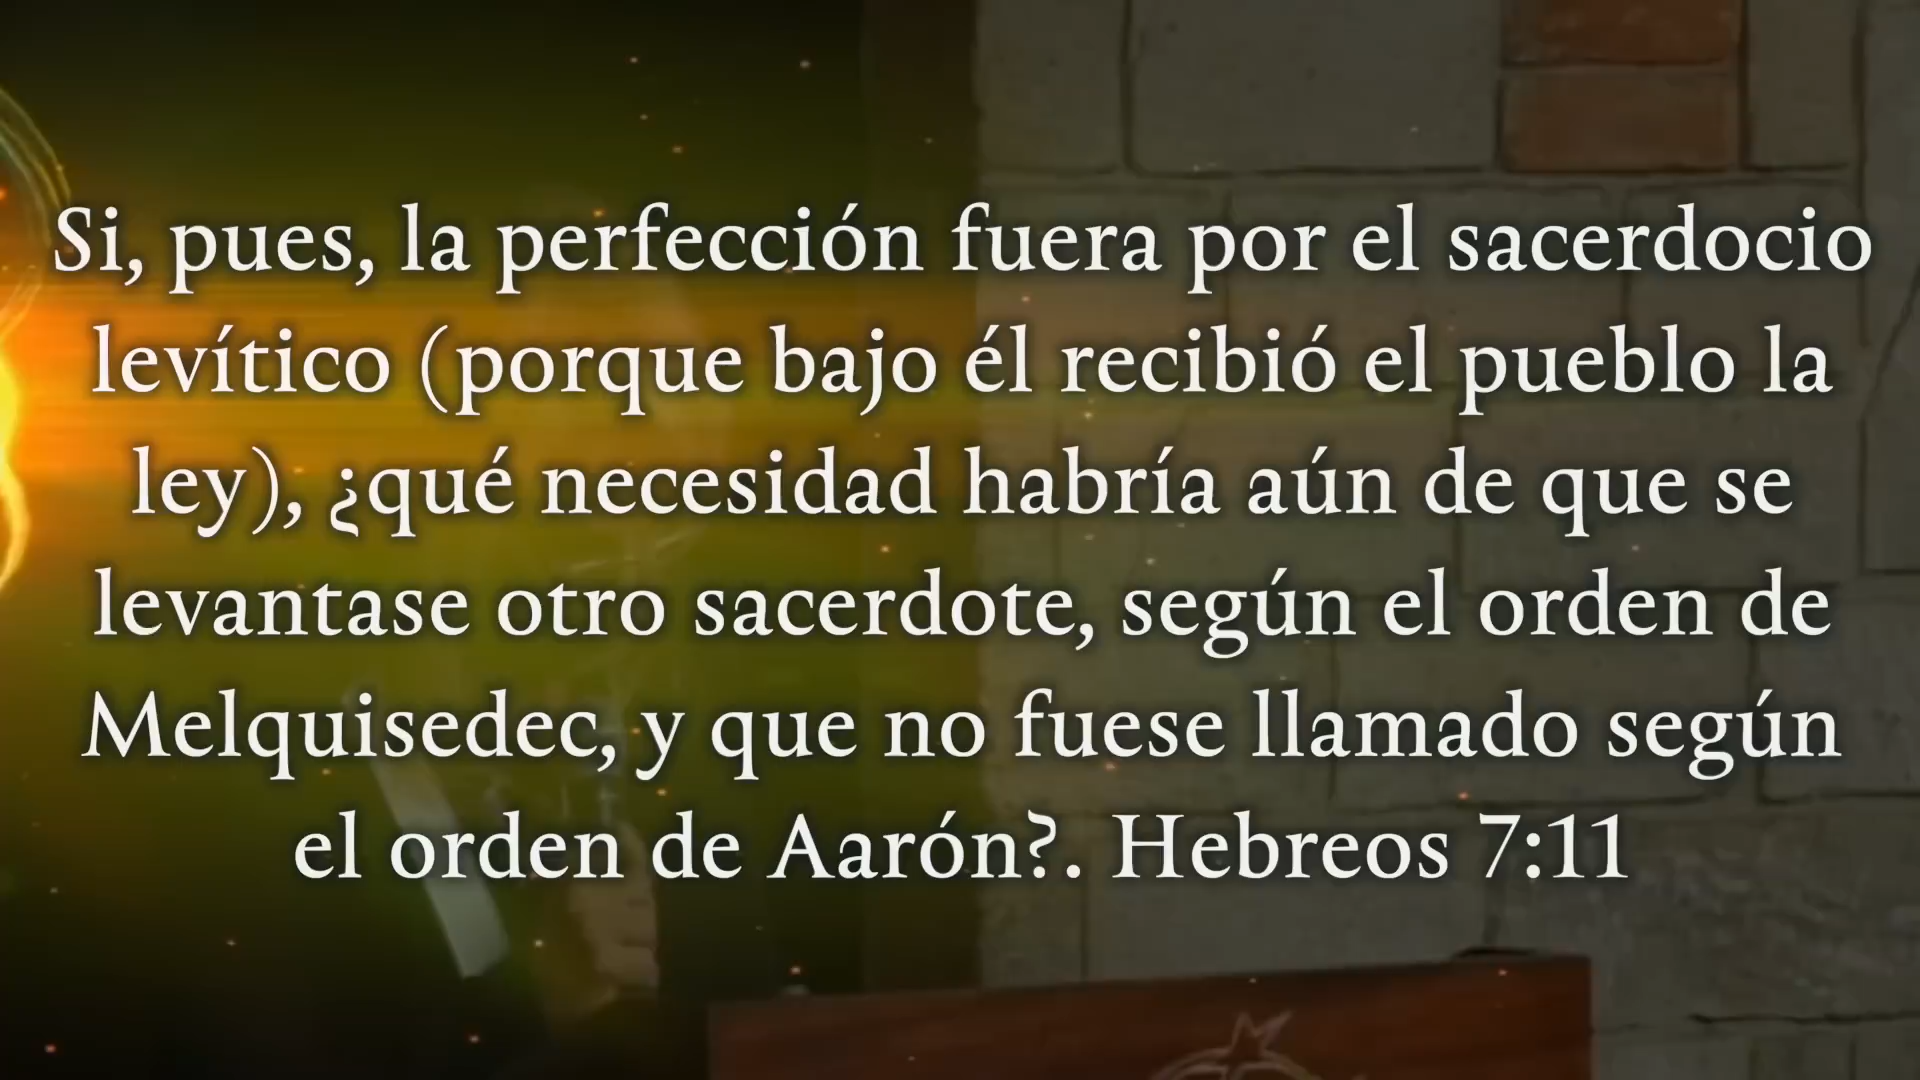 Si, pues, la perfección fuera por el sacerdocio
levítico (porque bajo él recibió el pueblo la
ley), ¿qué necesidad habría aún de que se
levantase otro sacerdote, según el orden de
Melquisedec, y que no fuese llamado según
el orden de Aarón?. Hebreos 7:11